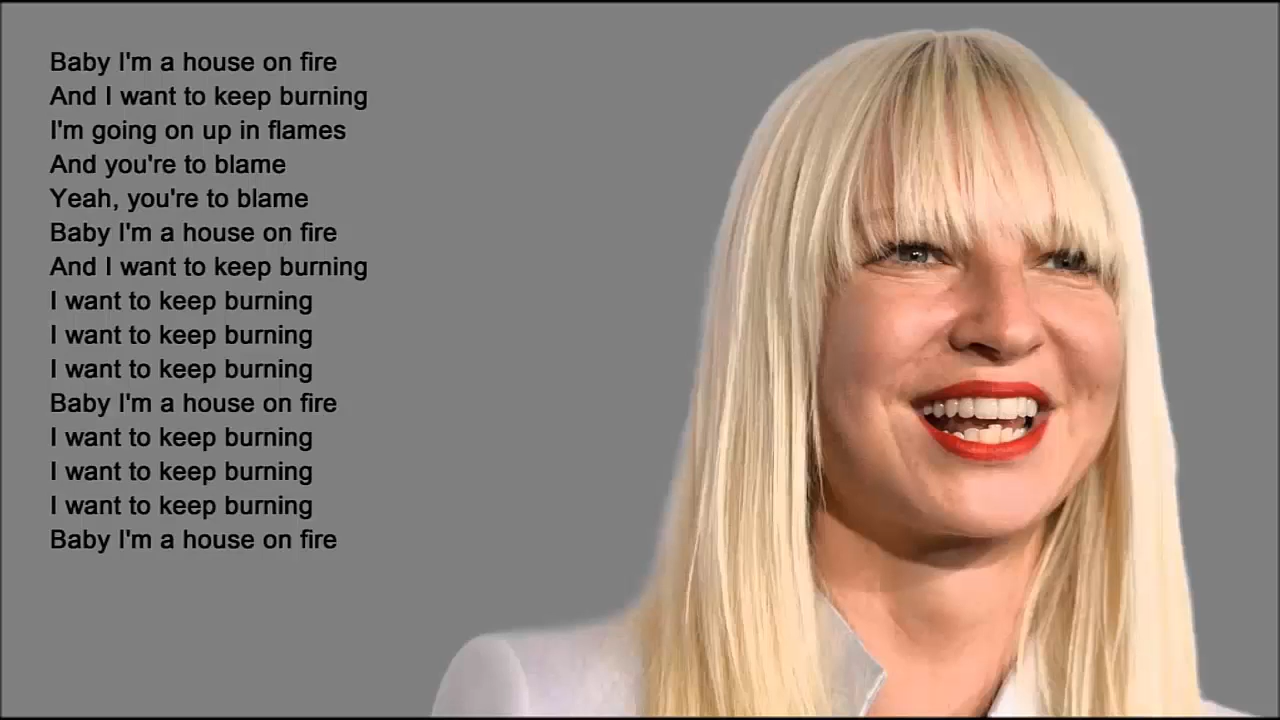 Baby I'm a house on fire
And I want to keep burning
I'm going on up in flames
And you're to blame
Yeah, you're to blame
Baby I'm a house on fire
And I want to keep burning
I want to keep burning
I want to keep burning
I want to keep burning
Baby I'm a house on fire
I want to keep burning
I want to keep burning
I want to keep burning
Baby I'm a house on fire